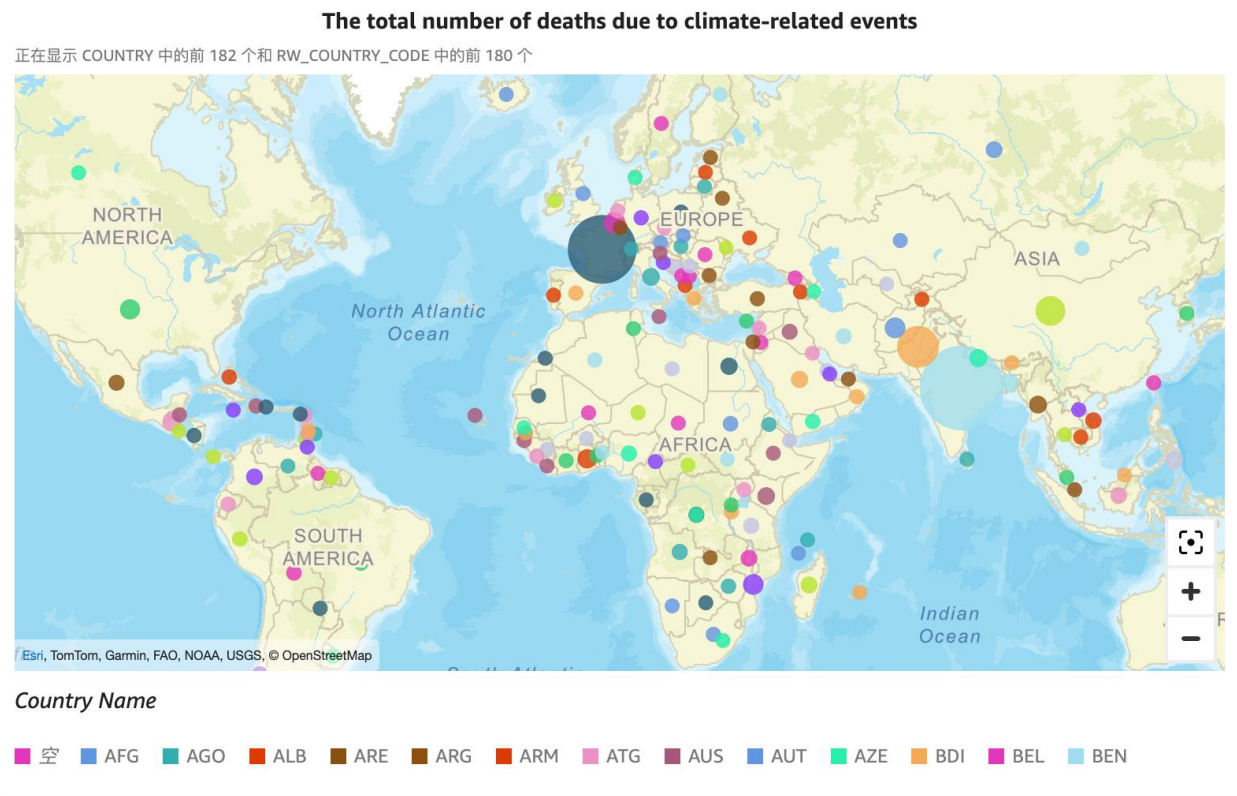 The total number of deaths due to climate-related events
正在显示 COUNTRY 中的前 182 个和 RW_COUNTRY_CODE 中的前 180 个
NORTH
AMERICA
EUROPE
ASIA
North Atlantic
Ocean
AFRICA
SOUTH
AMERICA
Indian
Ocean
Esri, TomTom, Garmin, FAO, NOAA, USGS, © OpenStreetMap
South Atlantic
Country Name
空 AFG AGO ALB ARE ARG ARM ATG AUS AUT AZE BDI BEL BEN